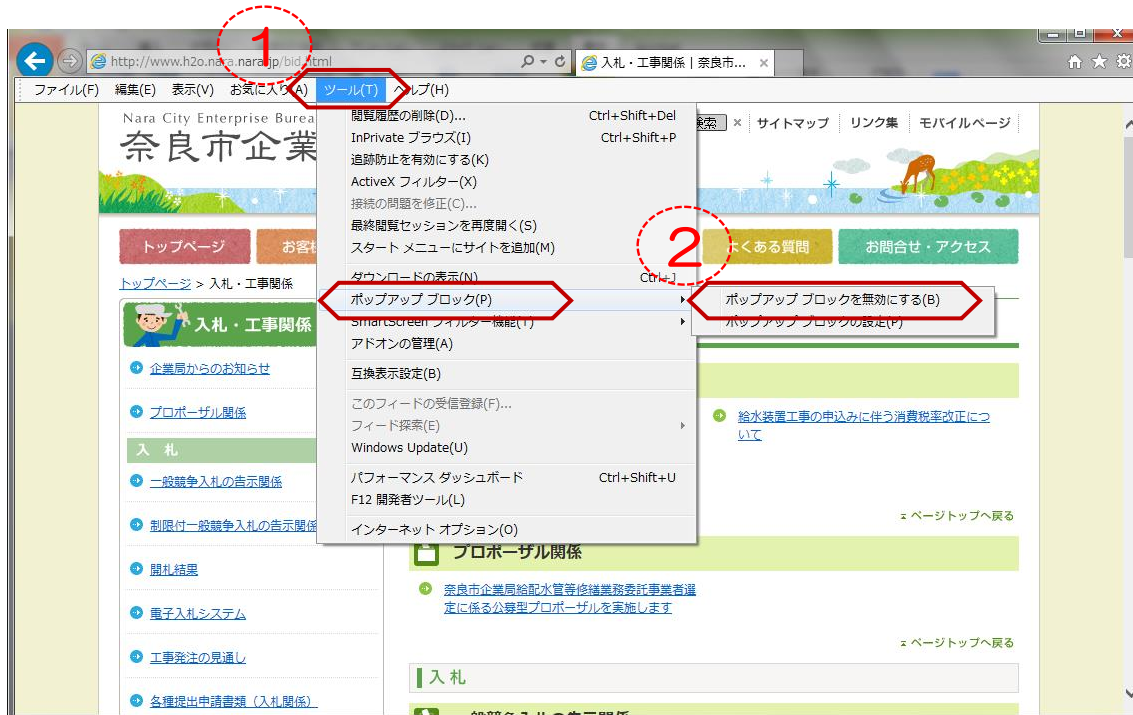 1
http://www.h2o.nara.nara.jp/bid.html
入札・工事関係 | 奈良市...
ファイル(F) 編集(E) 表示(V) お気に入り(A) ツール(T) ヘルプ(H)
Nara City Enterprise Burea
奈良市企業
検索 サイトマップ リンク集 モバイルページ
閲覧履歴の削除(D)... Ctrl+Shift+Del
InPrivate ブラウズ(I) Ctrl+Shift+P
追跡防止を有効にする(K)
ActiveX フィルター(X)
接続の問題を修正(C)...
最終閲覧セッションを再度開く(S)
スタート メニューにサイトを追加(M)
ダウンロードの表示(N) Ctrl+J
ポップアップ ブロック(P)
SmartScreen フィルター機能(T)
アドオンの管理(A)
互換表示設定(B)
このフィードの受信登録(F)...
フィード探索(E)
Windows Update(U)
パフォーマンス ダッシュボード Ctrl+Shift+U
F12 開発者ツール(L)
インターネット オプション(O)
2
ポップアップ ブロックを無効にする(B)
ポップアップ ブロックの設定(P)
トップページ お客 よくある質問 お問合せ・アクセス
トップページ > 入札・工事関係
入札・工事関係
企業局からのお知らせ
プロポーザル関係
入 札
一般競争入札の告示関係
制限付一般競争入札の告示関係
開札結果
電子入札システム
工事発注の見通し
各種提出申請書類（入札関係）
給水装置工事の申込みに伴う消費税率改正につ
いて
ページトップへ戻る
プロポーザル関係
奈良市企業局給配水管等修繕業務委託事業者選
定に係る公募型プロポーザルを実施します
ページトップへ戻る
入 札